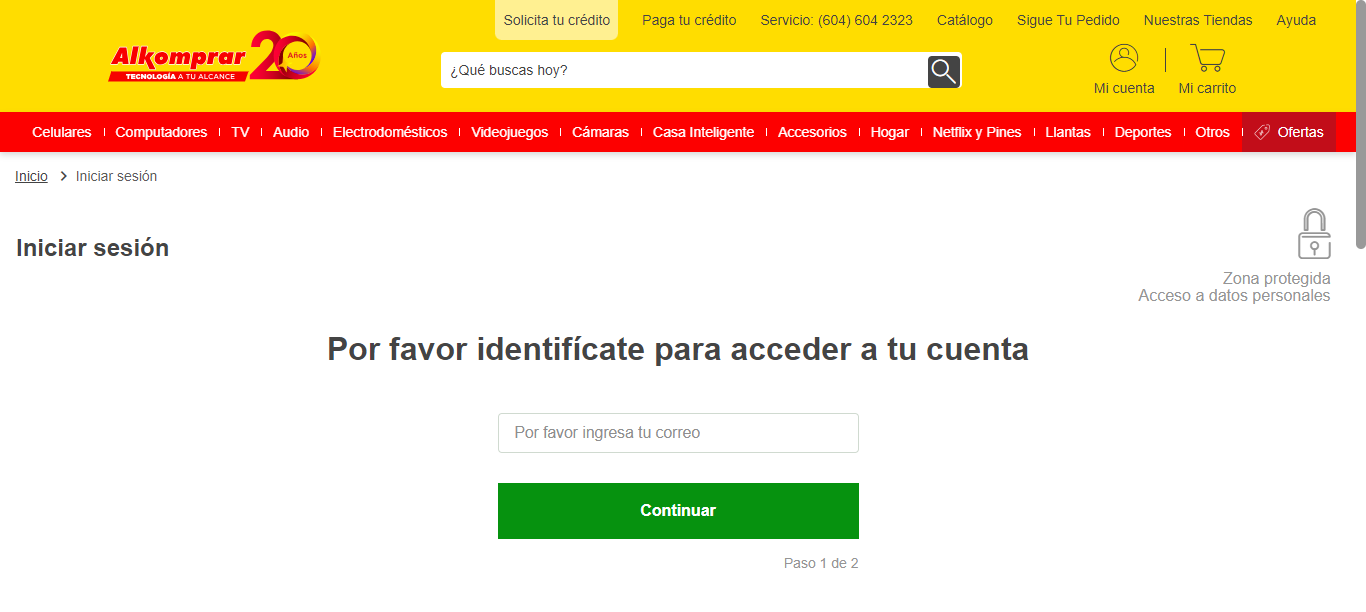 Solicita tu crédito Paga tu crédito Servicio: (604) 604 2323 Catálogo Sigue Tu Pedido Nuestras Tiendas Ayuda
Alkomprar 20 Años
TECNOLOGÍA A TU ALCANCE
¿Qué buscas hoy?
Mi cuenta Mi carrito
Celulares Computadores TV Audio Electrodomésticos Videojuegos Cámaras Casa Inteligente Accesorios Hogar Netflix y Pines Llantas Deportes Otros Ofertas
Inicio > Iniciar sesión
Iniciar sesión
Zona protegida
Acceso a datos personales
Por favor identifícate para acceder a tu cuenta
Por favor ingresa tu correo
Continuar
Paso 1 de 2